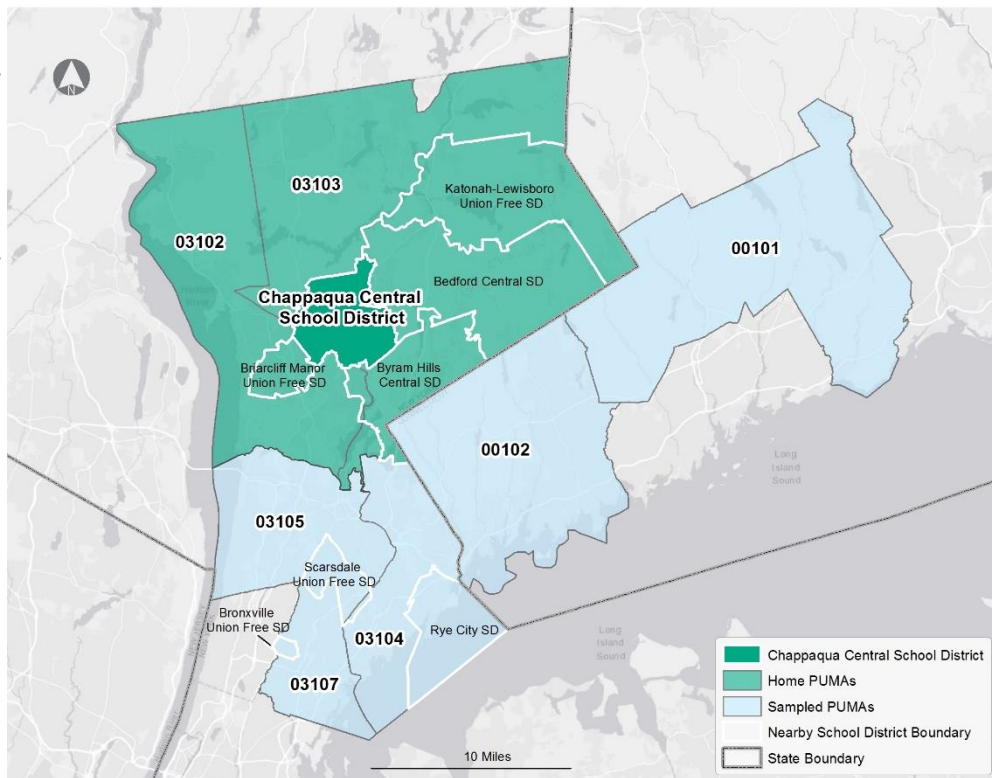 N
03103
Katonah-Lewisboro
Union Free SD
03102
00101
Bedford Central SD
Chappaqua Central
School District
Briarcliff Manor
Union Free SD
Byram Hills
Central SD
00102
Long
Island
Sound
03105
Scarsdale
Union Free SD
Bronxville
Union Free SD
03104
Rye City SD
Long
Island
Sound
03107
10 Miles
Chappaqua Central School District
Home PUMAs
Sampled PUMAs
Nearby School District Boundary
State Boundary